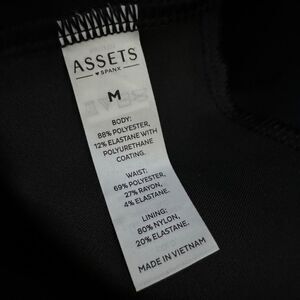 ASSETS
♥ SPANX
M
BODY:
88% POLYESTER,
12% ELASTANE WITH
POLYURETHANE
COATING.
WAIST:
69% POLYESTER,
27% RAYON,
4% ELASTANE.
LINING:
80% NYLON,
20% ELASTANE.
MADE IN VIETNAM